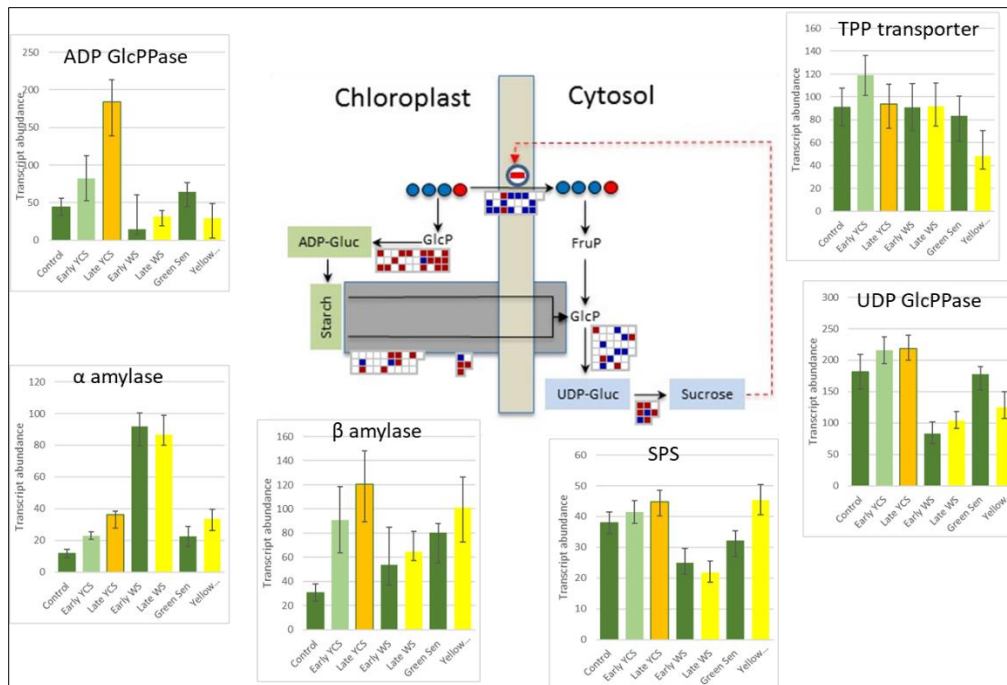 ADP GlcPPase
Transcript abundance
250
200
150
100
50
0
Control
Early YCS
Late YCS
Early WS
Late WS
Green Sen
Yellow...
Chloroplast
Cytosol
GlcP
ADP-Gluc
Starch
FruP
GlcP
UDP-Gluc
Sucrose
TPP transporter
Transcript abundance
160
140
120
100
80
60
40
20
0
Control
Early YCS
Late YCS
Early WS
Late WS
Green Sen
Yellow...
UDP GlcPPase
Transcript abundance
300
250
200
150
100
50
0
Control
Early YCS
Late YCS
Early WS
Late WS
Green Sen
Yellow...
α amylase
Transcript abundance
120
100
80
60
40
20
0
Control
Early YCS
Late YCS
Early WS
Late WS
Green Sen
Yellow...
β amylase
Transcript abundance
160
140
120
100
80
60
40
20
0
Control
Early YCS
Late YCS
Early WS
Late WS
Green Sen
Yellow...
SPS
Transcript abundance
60
50
40
30
20
10
0
Control
Early YCS
Late YCS
Early WS
Late WS
Green Sen
Yellow...